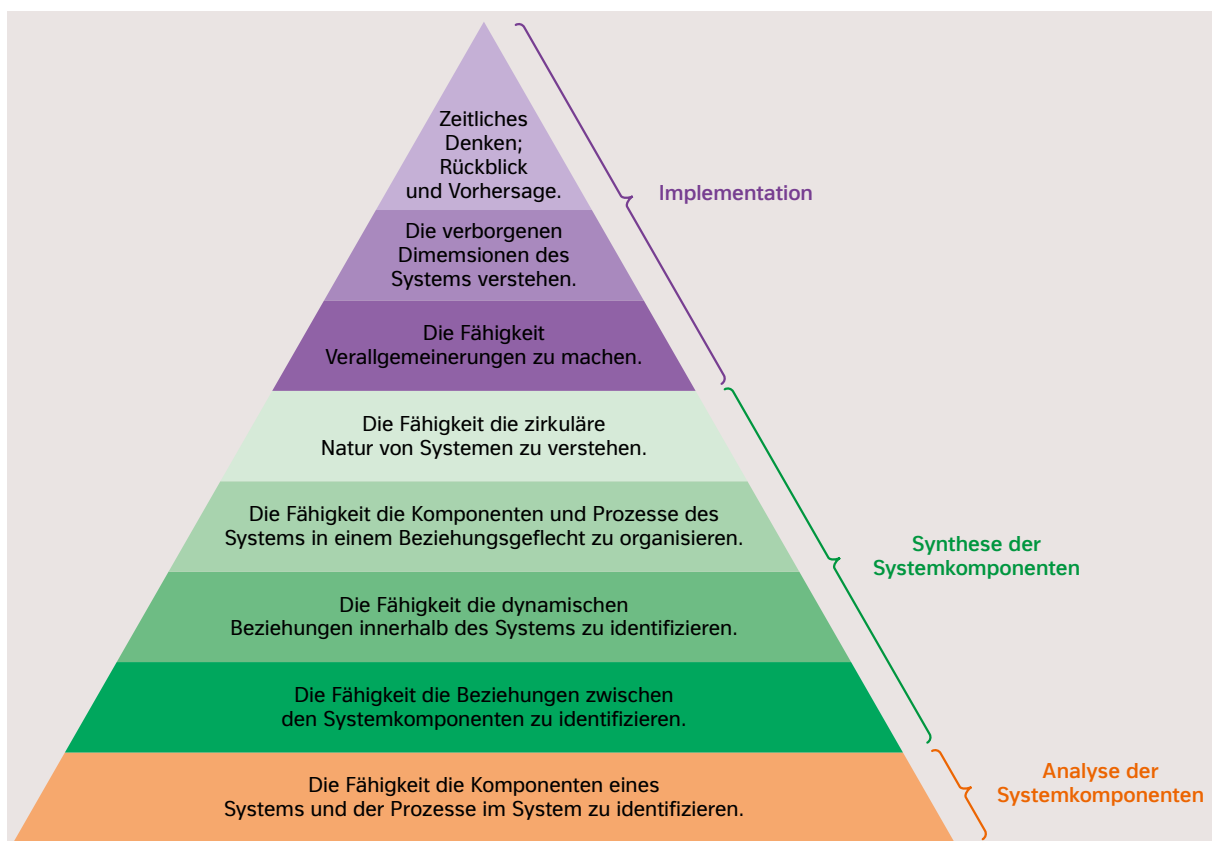 Zeitliches
Denken;
Rückblick
und Vorhersage.
Implementation
Die verborgenen
Dimemsionen des
Systems verstehen.
Die Fähigkeit
Verallgemeinerungen zu machen.
Die Fähigkeit die zirkuläre
Natur von Systemen zu verstehen.
Die Fähigkeit die Komponenten und Prozesse des
Systems in einem Beziehungsgeflecht zu organisieren.
Synthese der
Systemkomponenten
Die Fähigkeit die dynamischen
Beziehungen innerhalb des Systems zu identifizieren.
Die Fähigkeit die Beziehungen zwischen
den Systemkomponenten zu identifizieren.
Analyse der
Systemkomponenten
Die Fähigkeit die Komponenten eines
Systems und der Prozesse im System zu identifizieren.